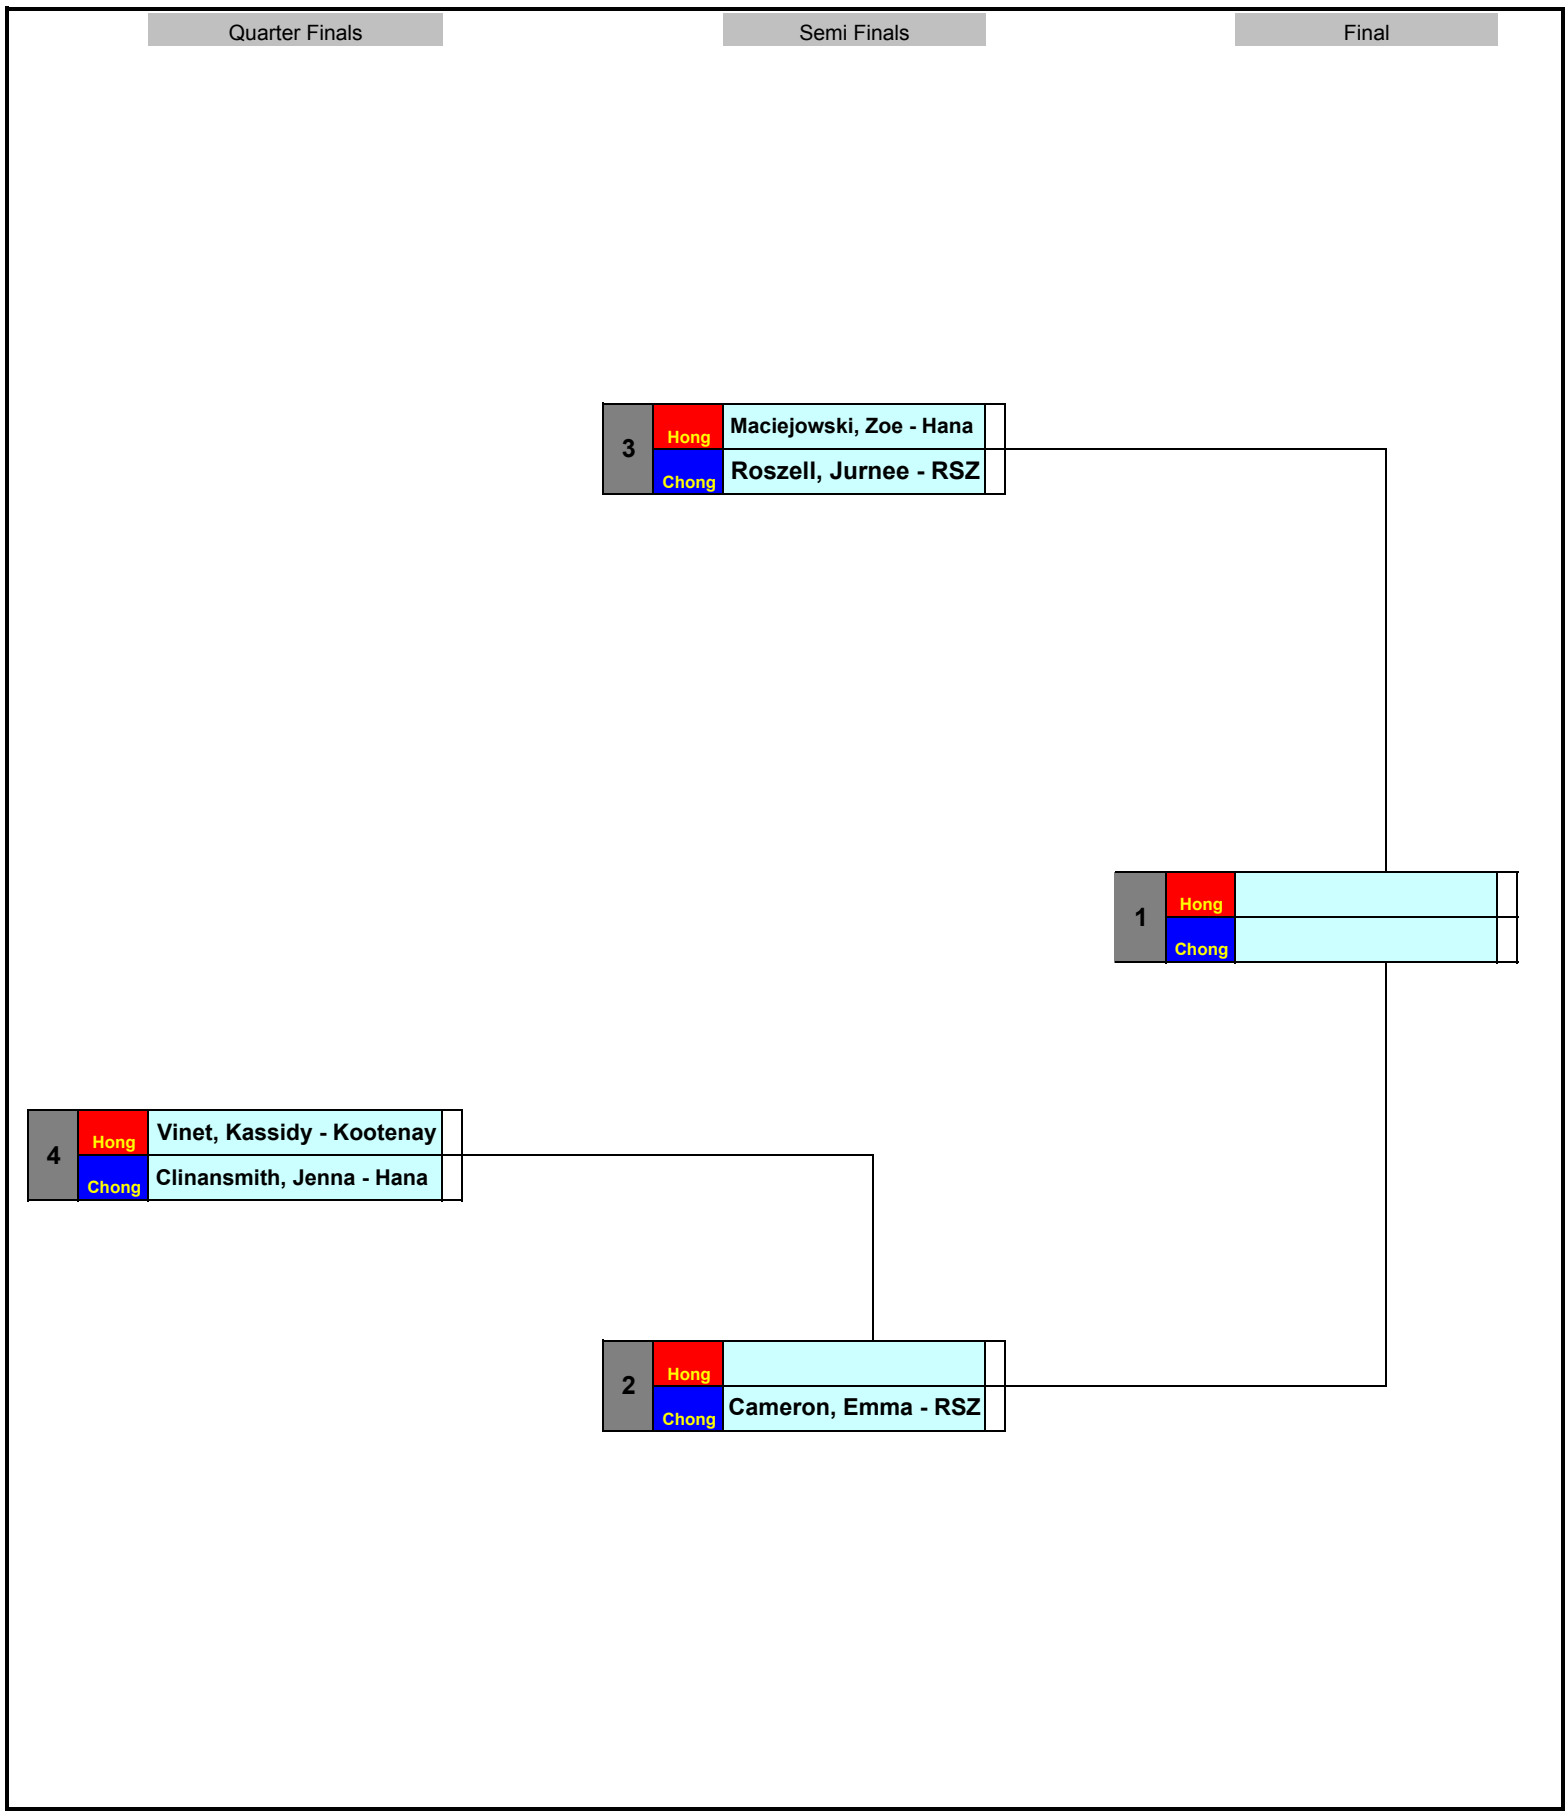 Quarter Finals
Semi Finals
Final
3
Hong
Maciejowski, Zoe - Hana
Chong
Roszell, Jurnee - RSZ
1
Hong
Chong
4
Hong
Vinet, Kassidy - Kootenay
Chong
Clinansmith, Jenna - Hana
2
Hong
Chong
Cameron, Emma - RSZ